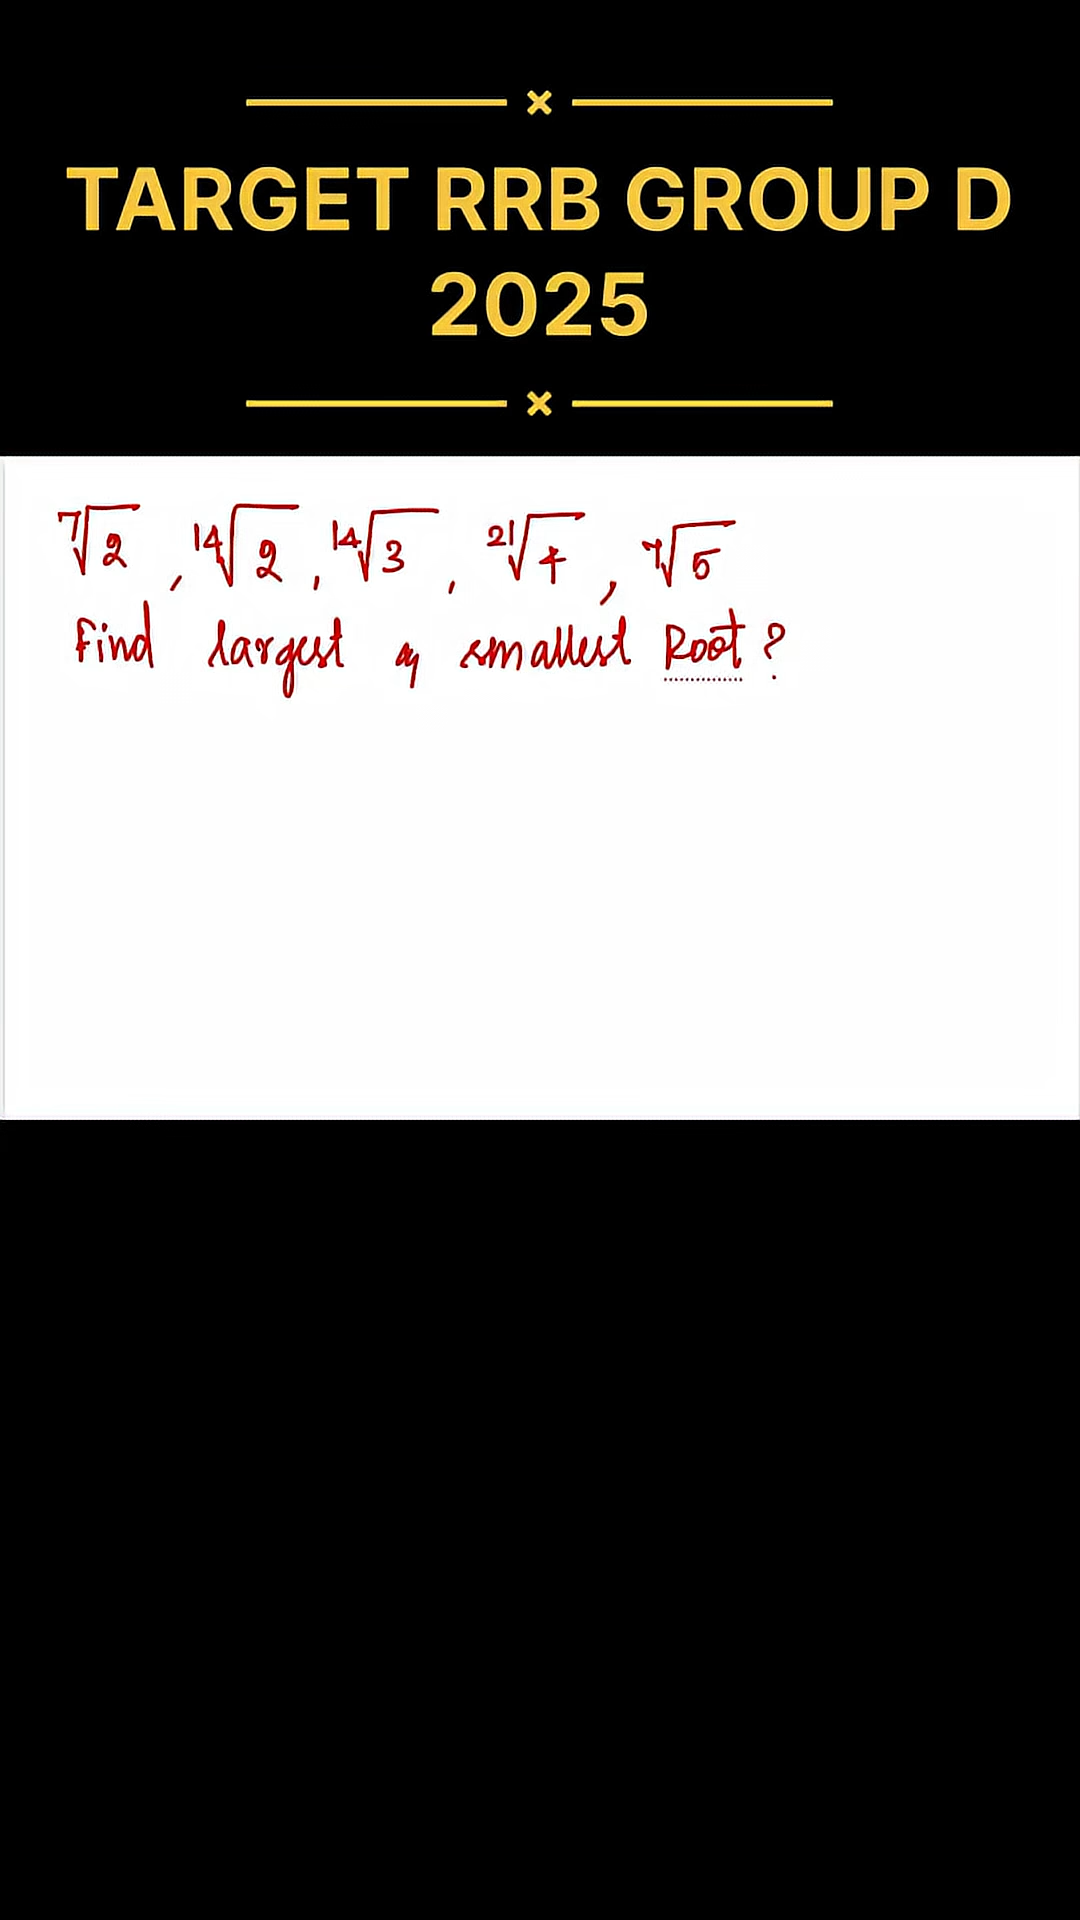 TARGET RRB GROUP D
2025
⁷√2 , ¹⁴√2 , ¹⁴√3 , ²¹√4 , ⁷√5
Find largest & smallest Root?